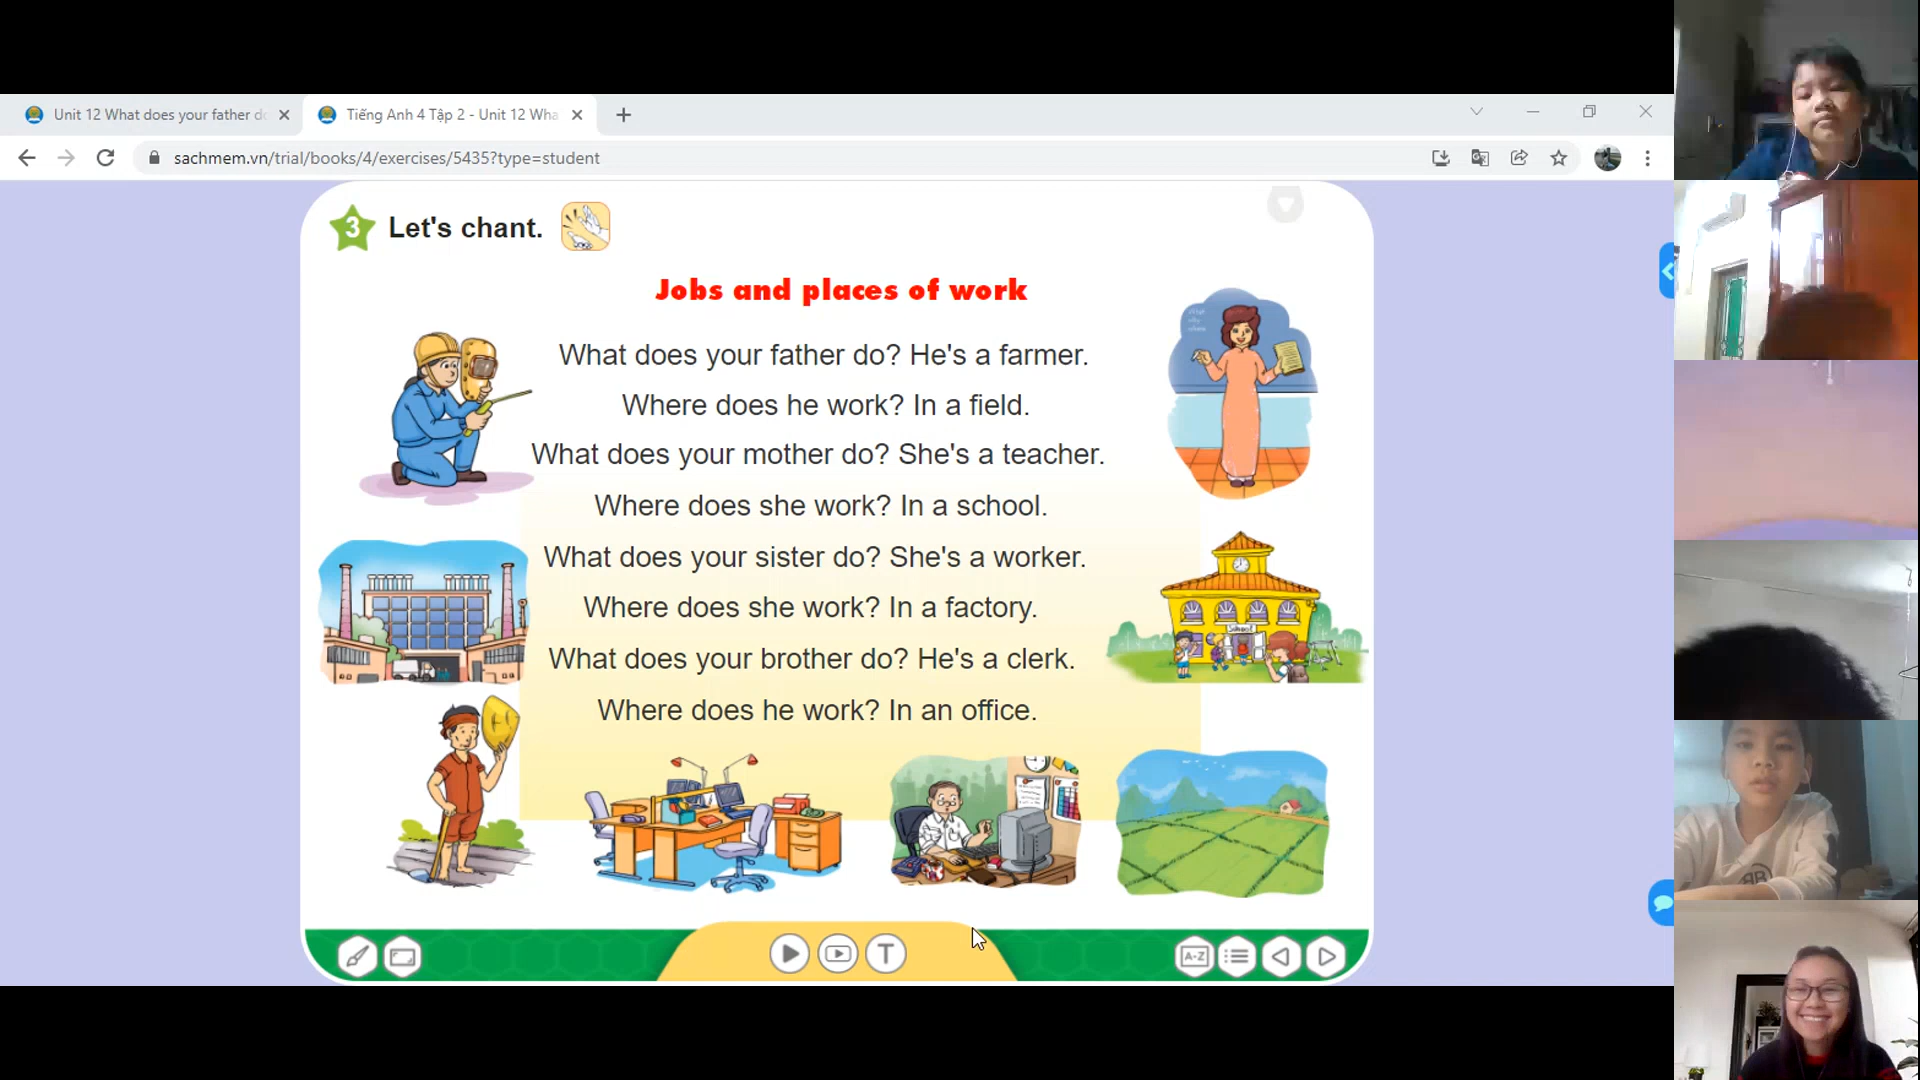 Unit 12 What does your father do
Tiếng Anh 4 Tập 2 - Unit 12 Wha
sachmem.vn/trial/books/4/exercises/5435?type=student
3 Let's chant.
Jobs and places of work
What does your father do? He's a farmer.
Where does he work? In a field.
What does your mother do? She's a teacher.
Where does she work? In a school.
What does your sister do? She's a worker.
Where does she work? In a factory.
What does your brother do? He's a clerk.
Where does he work? In an office.
School
T
A-Z